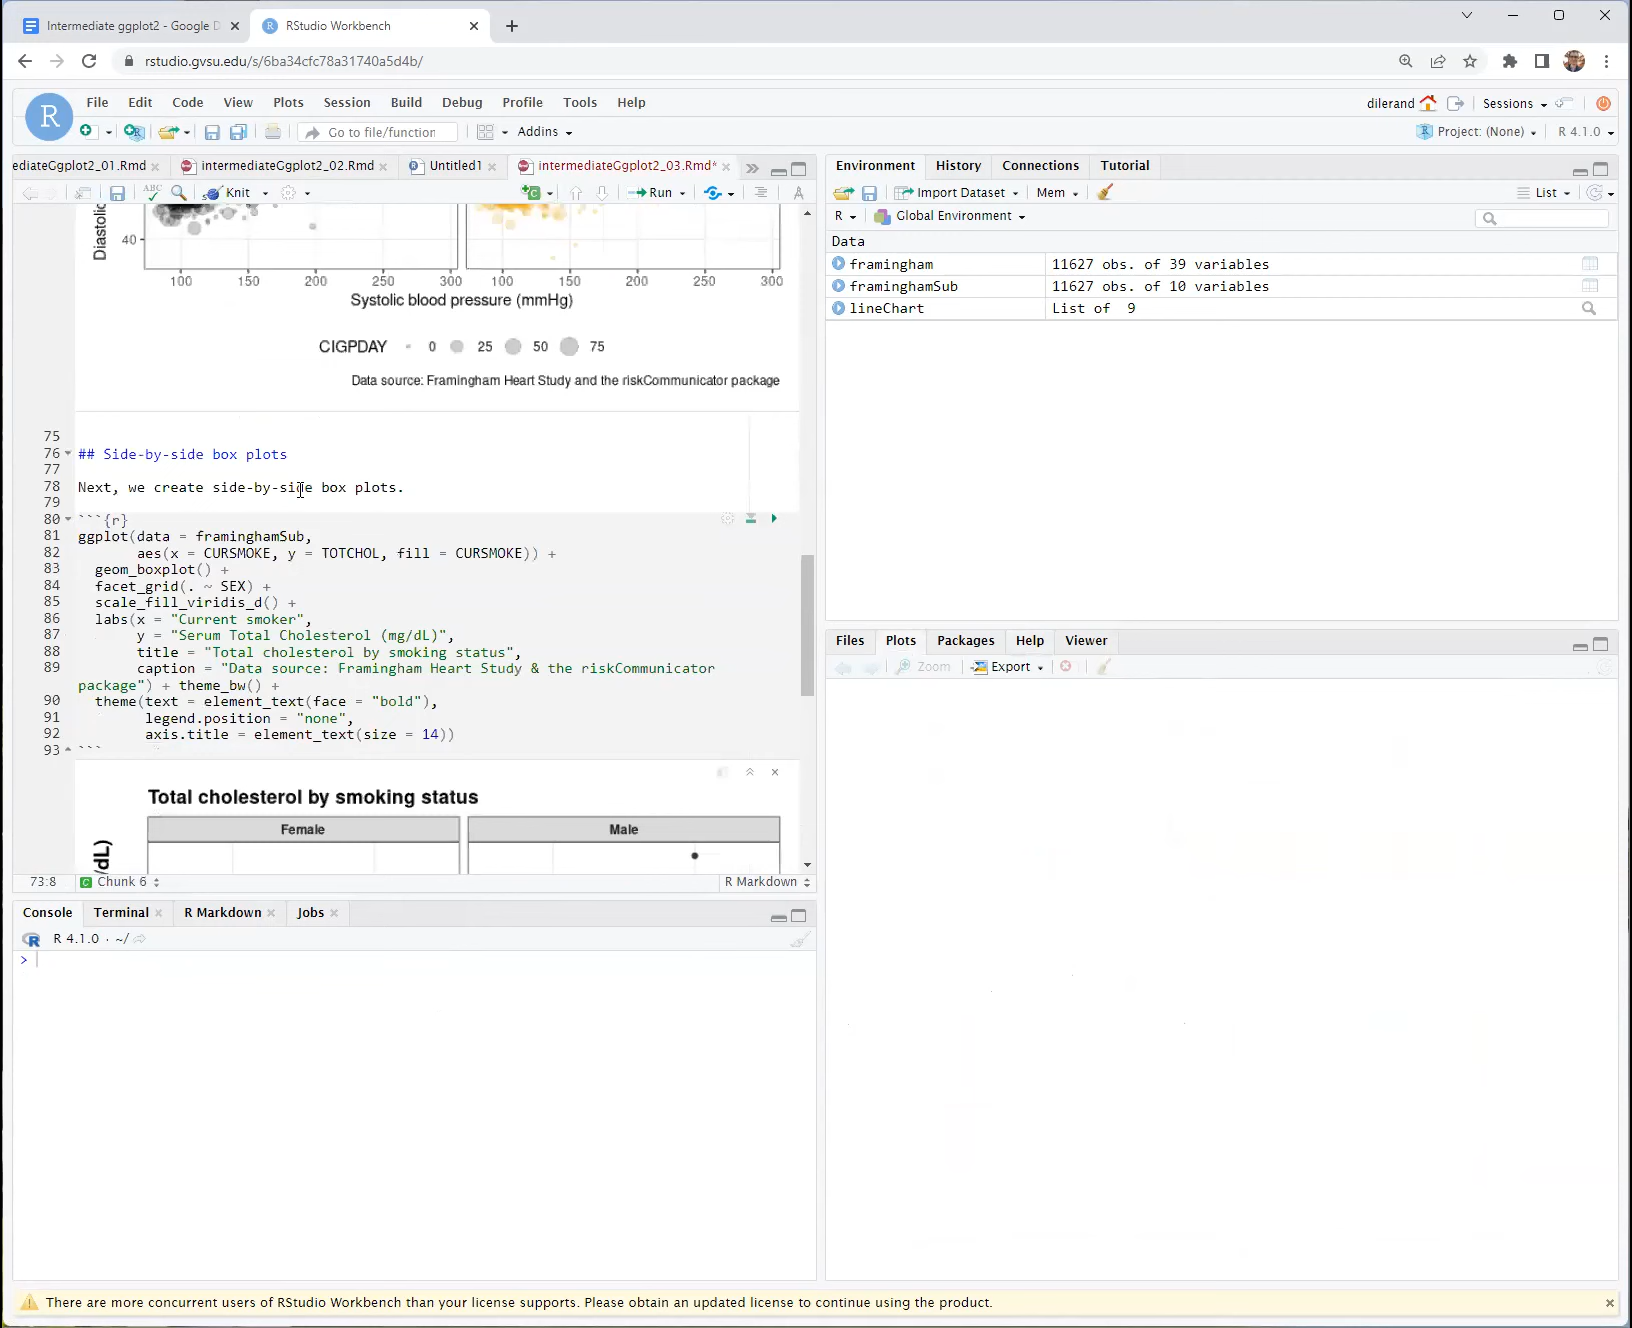 Intermediate ggplot2 - Google D
RStudio Workbench
rstudio.gvsu.edu/s/6ba34cfc78a31740a5d4b/
R
File Edit Code View Plots Session Build Debug Profile Tools Help
dilerand Sessions
Go to file/function Addins
Project: (None) R 4.1.0
ediateGgplot2_01.Rmd intermediateGgplot2_02.Rmd Untitled1 intermediateGgplot2_03.Rmd*
ABC Knit Run
Diastolic
40
100 150 200 250 300 100 150 200 250 300
Systolic blood pressure (mmHg)
CIGPDAY 0 25 50 75
Data source: Framingham Heart Study and the riskCommunicator package
75
76 ## Side-by-side box plots
77
78 Next, we create side-by-side box plots.
79
80 ```{r}
81 ggplot(data = framinghamSub,
82 aes(x = CURSMOKE, y = TOTCHOL, fill = CURSMOKE)) +
83 geom_boxplot() +
84 facet_grid(. ~ SEX) +
85 scale_fill_viridis_d() +
86 labs(x = "Current smoker",
87 y = "Serum Total Cholesterol (mg/dL)",
88 title = "Total cholesterol by smoking status",
89 caption = "Data source: Framingham Heart Study & the riskCommunicator
package") + theme_bw() +
90 theme(text = element_text(face = "bold"),
91 legend.position = "none",
92 axis.title = element_text(size = 14))
93 ```
Total cholesterol by smoking status
Female Male
/dL)
73:8 C Chunk 6 R Markdown
Console Terminal R Markdown Jobs
R 4.1.0 · ~/
>
Environment History Connections Tutorial
Import Dataset Mem List
R Global Environment
Data
framingham 11627 obs. of 39 variables
framinghamSub 11627 obs. of 10 variables
lineChart List of 9
Files Plots Packages Help Viewer
Zoom Export
There are more concurrent users of RStudio Workbench than your license supports. Please obtain an updated license to continue using the product.